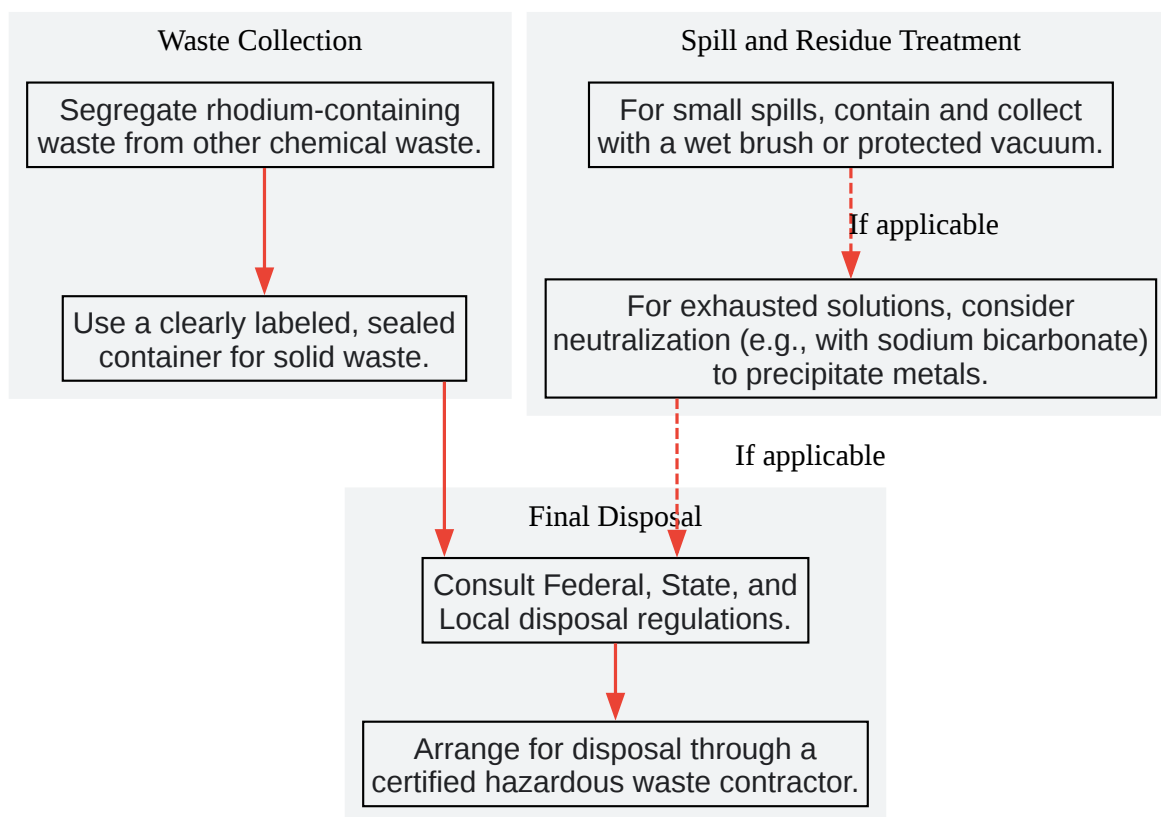 Waste Collection
Segregate rhodium-containing
waste from other chemical waste.
Use a clearly labeled, sealed
container for solid waste.
Spill and Residue Treatment
For small spills, contain and collect
with a wet brush or protected vacuum.
If applicable
For exhausted solutions, consider
neutralization (e.g., with sodium bicarbonate)
to precipitate metals.
If applicable
Final Disposal
Consult Federal, State, and
Local disposal regulations.
Arrange for disposal through a
certified hazardous waste contractor.